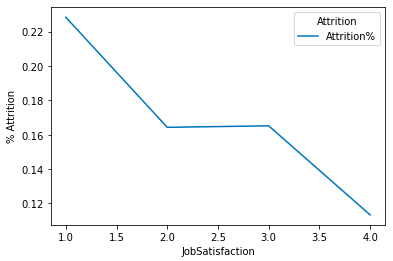 Attrition
Attrition%
% Attrition
0.22
0.20
0.18
0.16
0.14
0.12
1.0 1.5 2.0 2.5 3.0 3.5 4.0
JobSatisfaction